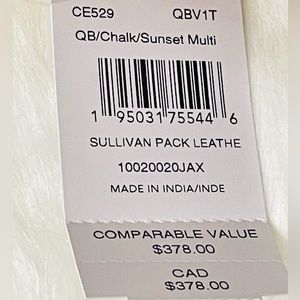 CE529 QBV1T
QB/Chalk/Sunset Multi
1 95031 75544 6
SULLIVAN PACK LEATHE
10020020JAX
MADE IN INDIA/INDE
COMPARABLE VALUE
$378.00
CAD
$378.00